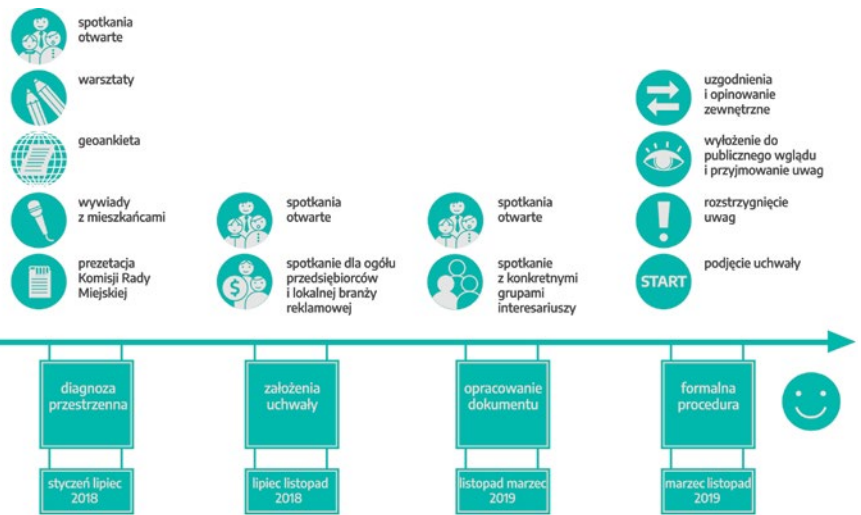 spotkania
otwarte
warsztaty
geoankieta
wywiady
z mieszkańcami
prezetacja
Komisji Rady
Miejskiej
spotkania
otwarte
spotkanie dla ogółu
przedsiębiorców
i lokalnej branży
reklamowej
$
spotkania
otwarte
spotkanie
z konkretnymi
grupami
interesariuszy
uzgodnienia
i opinowanie
zewnętrzne
wyłożenie do
publicznego wglądu
i przyjmowanie uwag
!
rozstrzygnięcie
uwag
START
podjęcie uchwały
diagnoza
przestrzenna
styczeń lipiec
2018
założenia
uchwały
lipiec listopad
2018
opracowanie
dokumentu
listopad marzec
2019
formalna
procedura
marzec listopad
2019